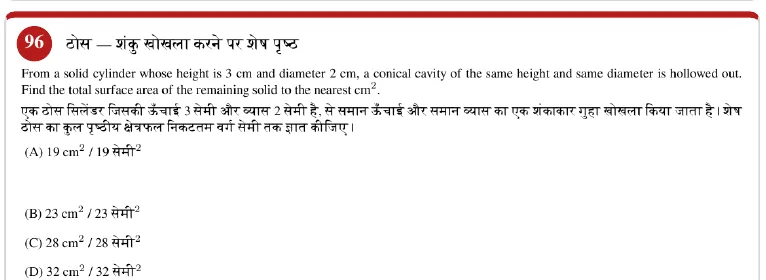 96 ठोस — शंकु खोखला करने पर शेष पृष्ठ
From a solid cylinder whose height is 3 cm and diameter 2 cm, a conical cavity of the same height and same diameter is hollowed out.
Find the total surface area of the remaining solid to the nearest cm².
एक ठोस सिलेंडर जिसकी ऊँचाई 3 सेमी और व्यास 2 सेमी है, से समान ऊँचाई और समान व्यास का एक शंकाकार गुहा खोखला किया जाता है। शेष
ठोस का कुल पृष्ठीय क्षेत्रफल निकटतम वर्ग सेमी तक ज्ञात कीजिए।
(A) 19 cm² / 19 सेमी²
(B) 23 cm² / 23 सेमी²
(C) 28 cm² / 28 सेमी²
(D) 32 cm² / 32 सेमी²